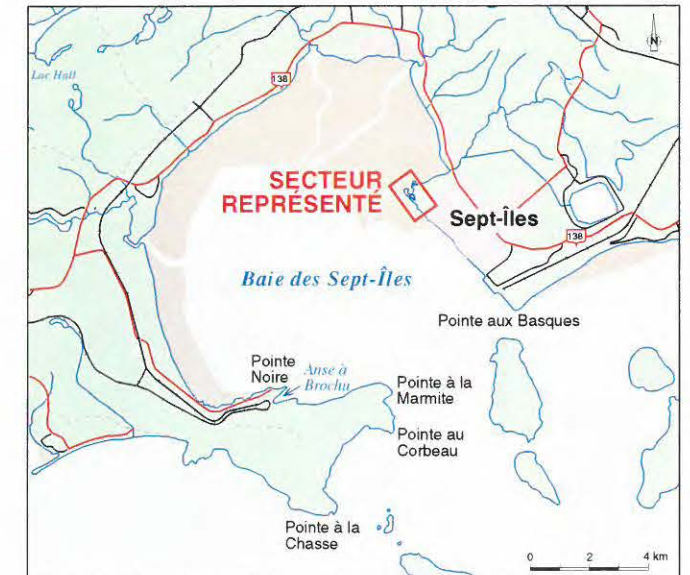 N
Lac Hall
138
SECTEUR
REPRÉSENTÉ
Sept-Îles
138
Baie des Sept-Îles
Pointe aux Basques
Pointe
Noire
Anse à
Brochu
Pointe à la
Marmite
Pointe au
Corbeau
Pointe à la
Chasse
0 2 4 km